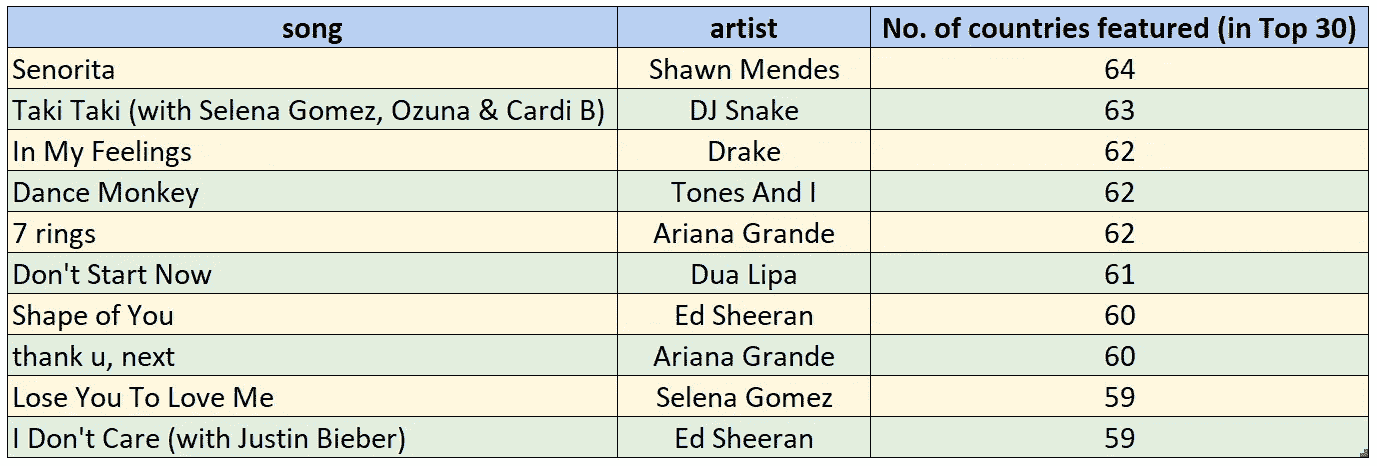 song artist No. of countries featured (in Top 30)
Senorita Shawn Mendes 64
Taki Taki (with Selena Gomez, Ozuna & Cardi B) DJ Snake 63
In My Feelings Drake 62
Dance Monkey Tones And I 62
7 rings Ariana Grande 62
Don't Start Now Dua Lipa 61
Shape of You Ed Sheeran 60
thank u, next Ariana Grande 60
Lose You To Love Me Selena Gomez 59
I Don't Care (with Justin Bieber) Ed Sheeran 59